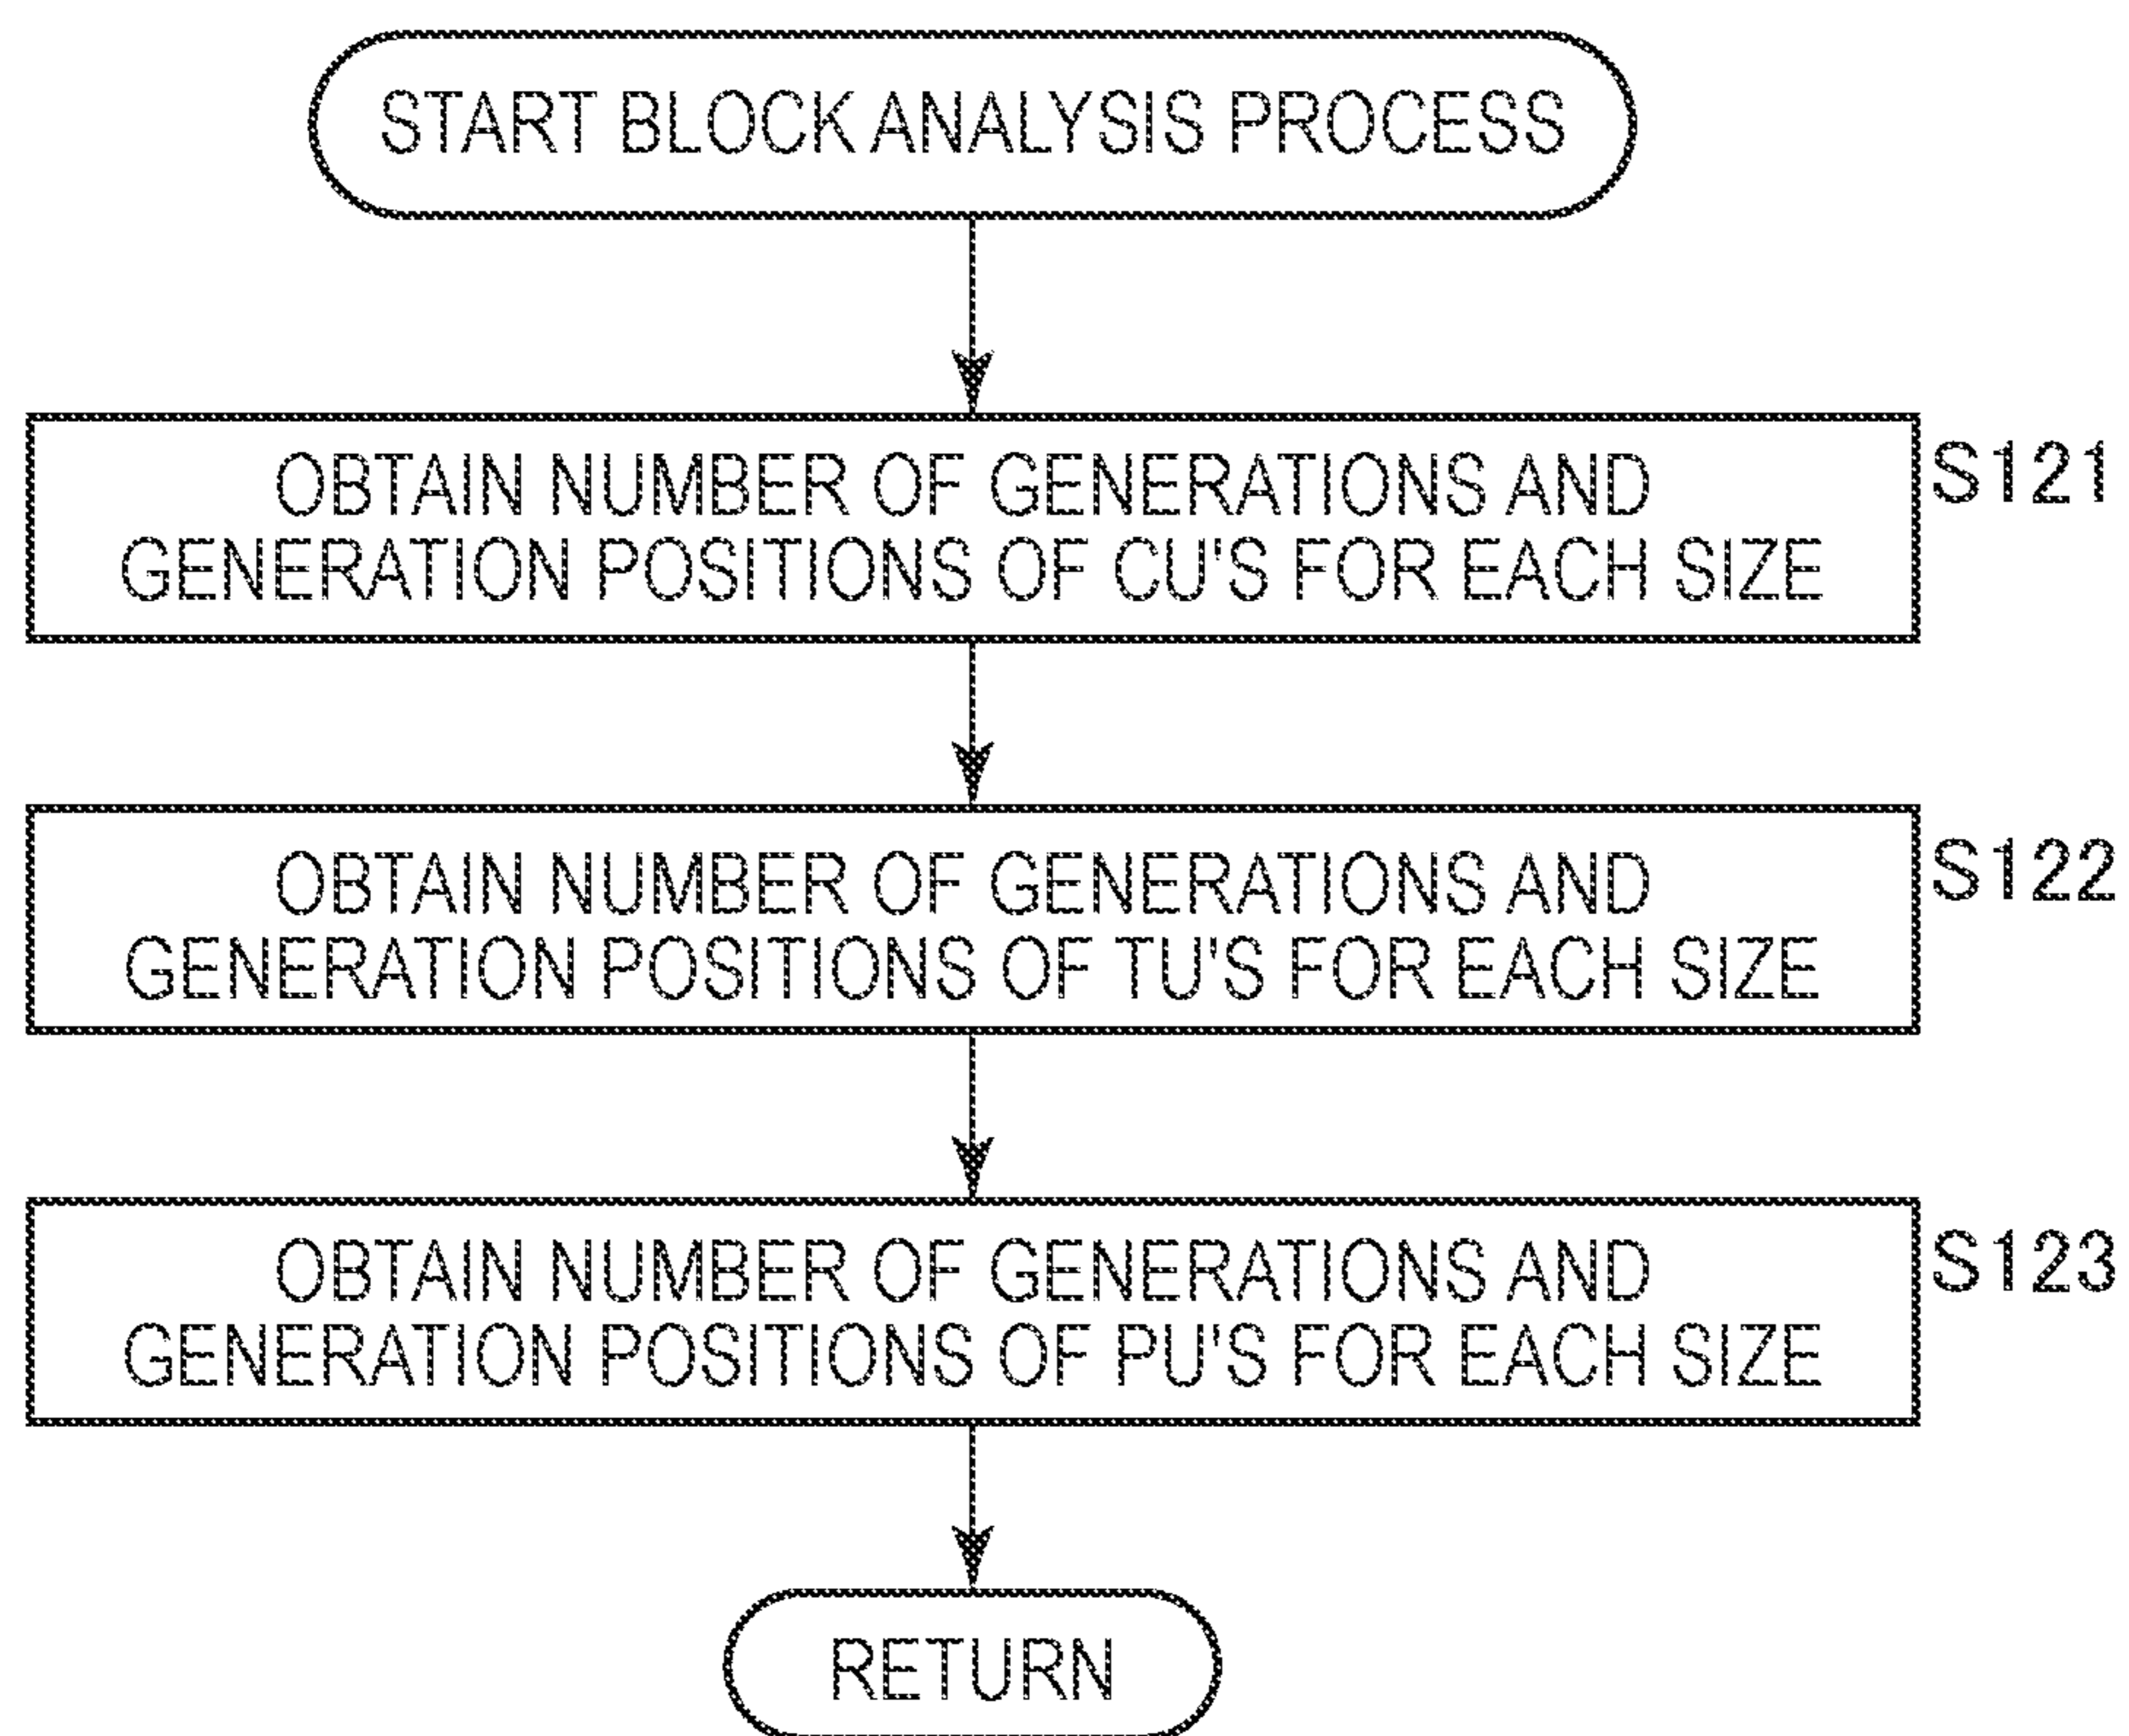 START BLOCK ANALYSIS PROCESS
OBTAIN NUMBER OF GENERATIONS AND
GENERATION POSITIONS OF CU'S FOR EACH SIZE
S121
OBTAIN NUMBER OF GENERATIONS AND
GENERATION POSITIONS OF TU'S FOR EACH SIZE
S122
OBTAIN NUMBER OF GENERATIONS AND
GENERATION POSITIONS OF PU'S FOR EACH SIZE
S123
RETURN